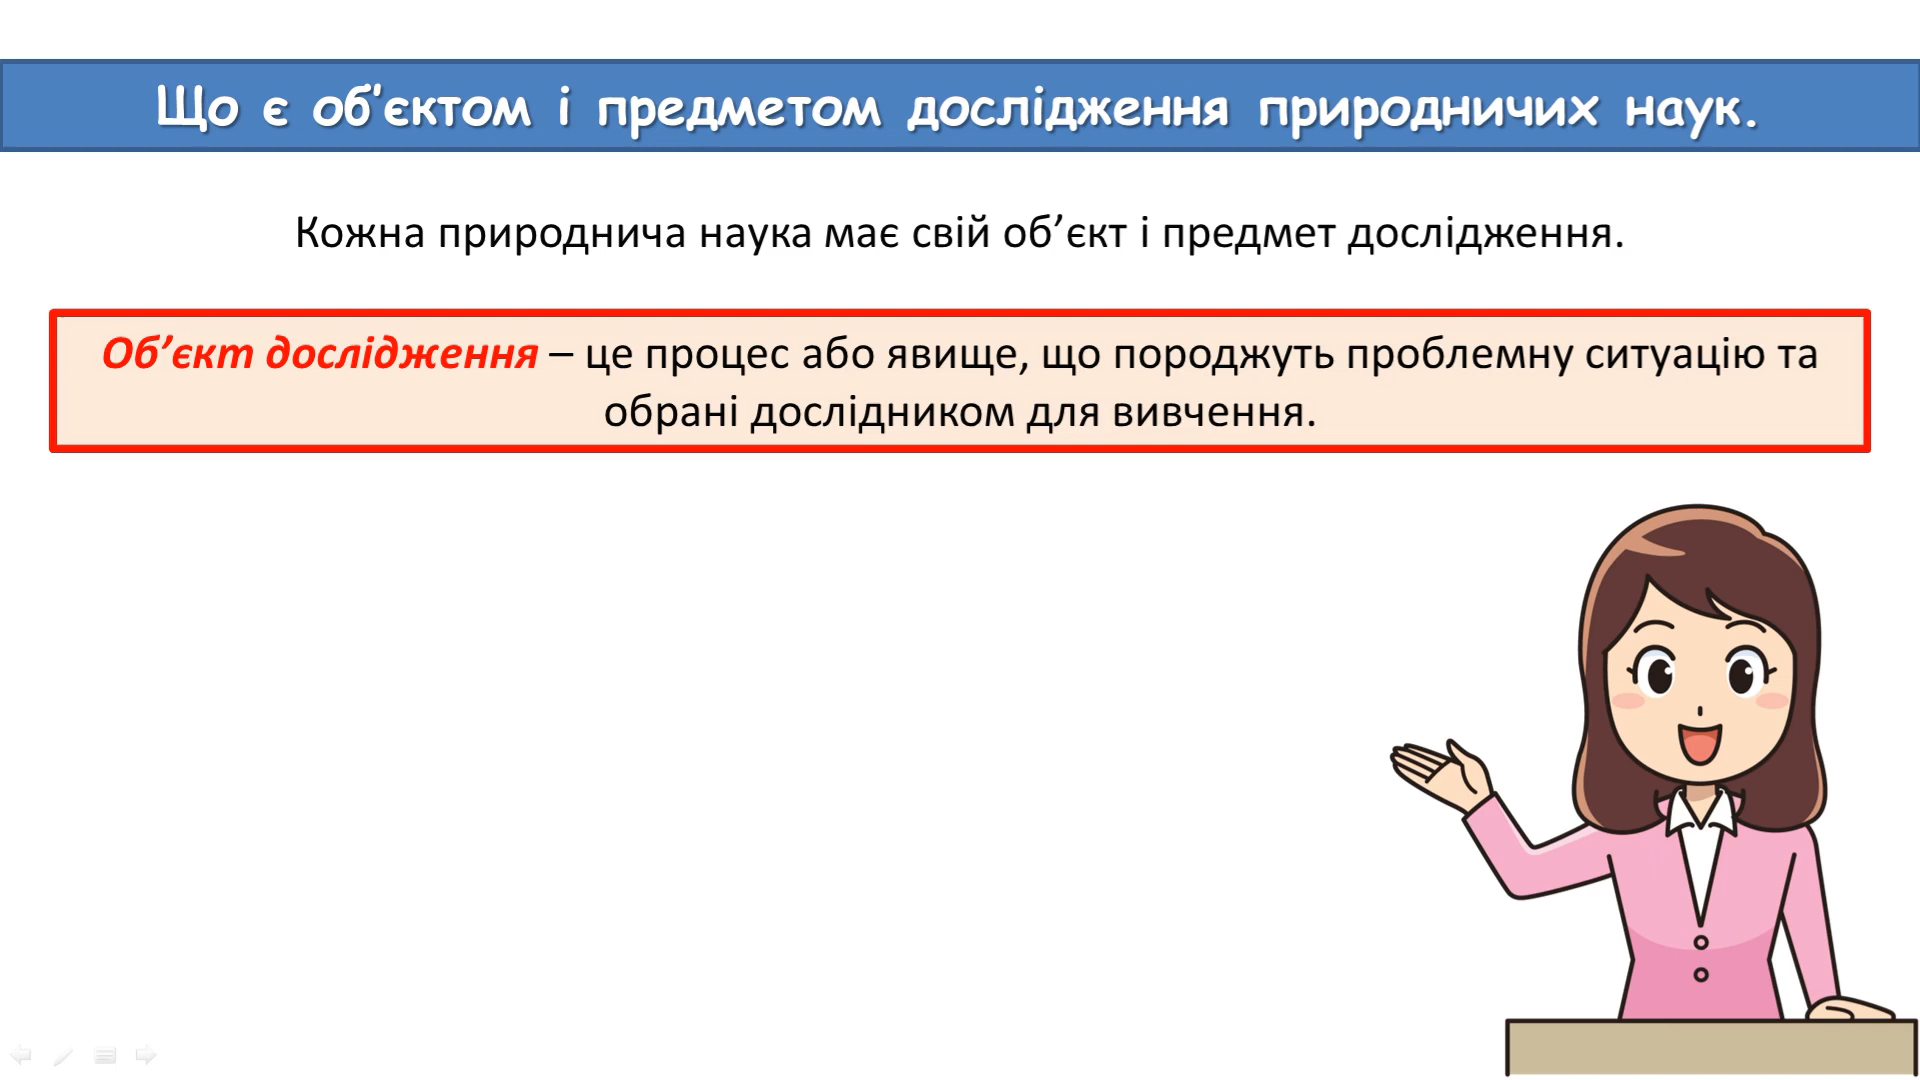 Що є об’єктом і предметом дослідження природничих наук.
Кожна природнича наука має свій об’єкт і предмет дослідження.
Об’єкт дослідження – це процес або явище, що породжуть проблемну ситуацію та
обрані дослідником для вивчення.